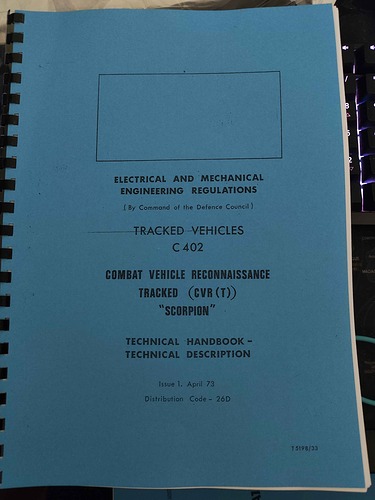 ELECTRICAL AND MECHANICAL
ENGINEERING REGULATIONS
[By Command of the Defence Council]
TRACKED VEHICLES
C 402
COMBAT VEHICLE RECONNAISSANCE
TRACKED (CVR (T))
"SCORPION"
TECHNICAL HANDBOOK –
TECHNICAL DESCRIPTION
Issue 1, April 73
Distribution Code – 26D